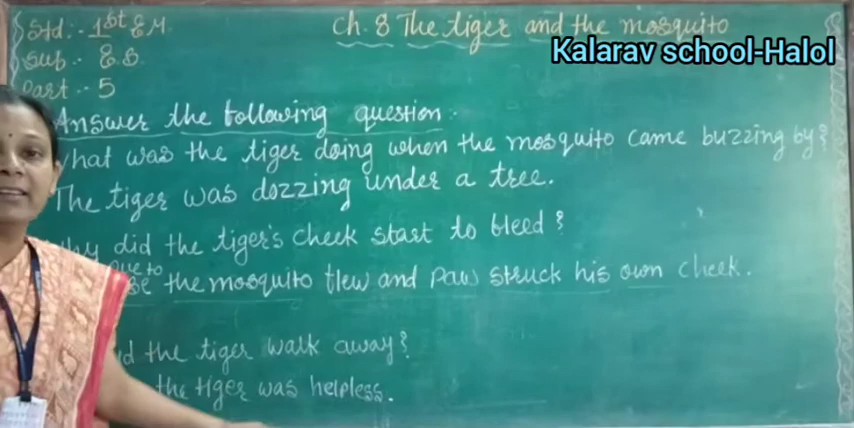 Std:- 1st E.M.
Ch. 8 The tiger and the mosquito
Kalarav school-Halol
Sub.- E.S.
Part :- 5
Answer the following question :-
What was the tiger doing when the mosquito came buzzing by?
The tiger was dozzing under a tree.
did the tiger's cheek start to bleed?
due to
the mosquito flew and paw struck his own cheek.
the tiger walk away?
the tiger was helpless.